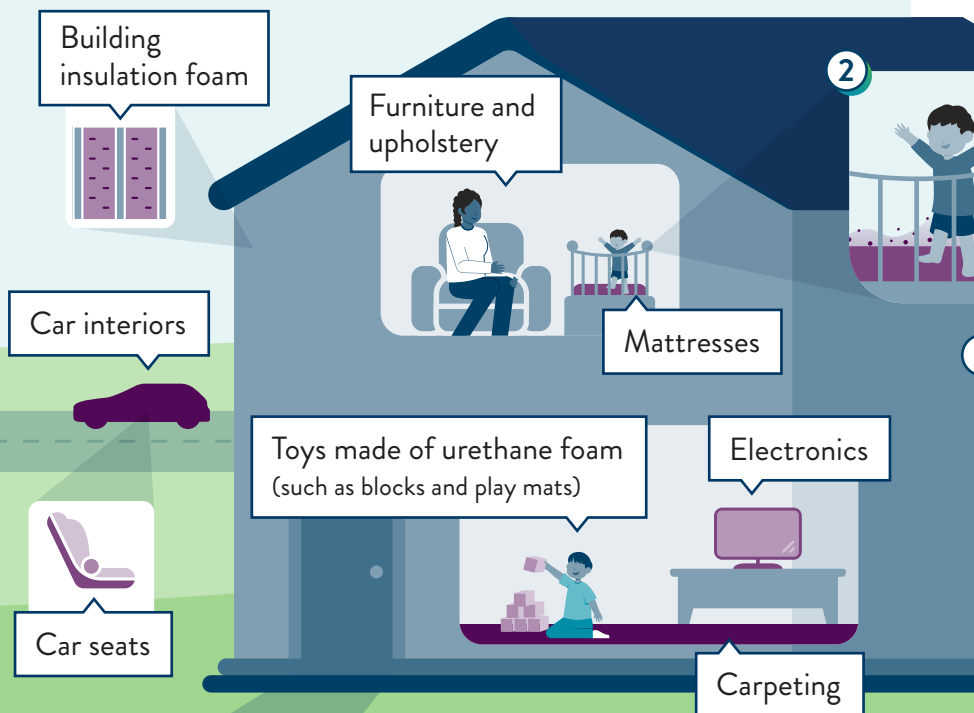 Building
insulation foam
Furniture and
upholstery
2
Mattresses
Car interiors
Toys made of urethane foam
(such as blocks and play mats)
Electronics
Car seats
Carpeting